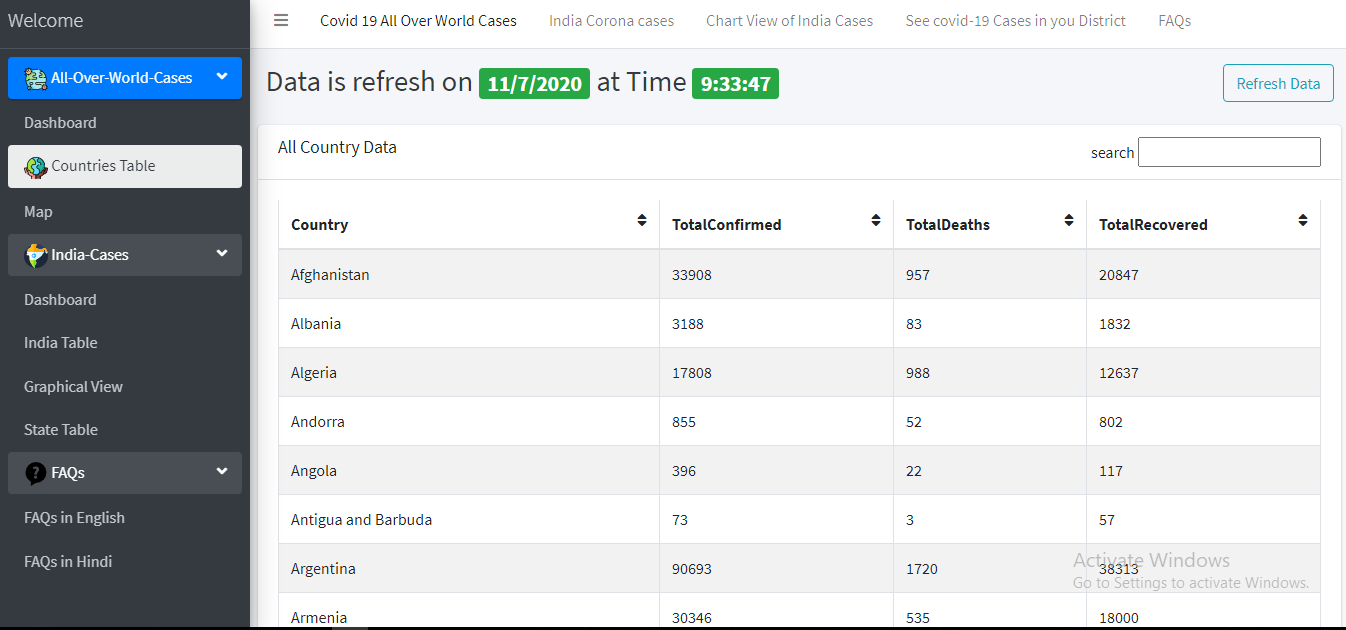 Welcome
All-Over-World-Cases
Dashboard
Countries Table
Map
India-Cases
Dashboard
India Table
Graphical View
State Table
? FAQs
FAQs in English
FAQs in Hindi
Covid 19 All Over World Cases India Corona cases Chart View of India Cases See covid-19 Cases in you District FAQs
Data is refresh on 11/7/2020 at Time 9:33:47 Refresh Data
All Country Data search
Country TotalConfirmed TotalDeaths TotalRecovered
Afghanistan 33908 957 20847
Albania 3188 83 1832
Algeria 17808 988 12637
Andorra 855 52 802
Angola 396 22 117
Antigua and Barbuda 73 3 57
Argentina 90693 1720 38313
Armenia 30346 535 18000
Activate Windows
Go to Settings to activate Windows.